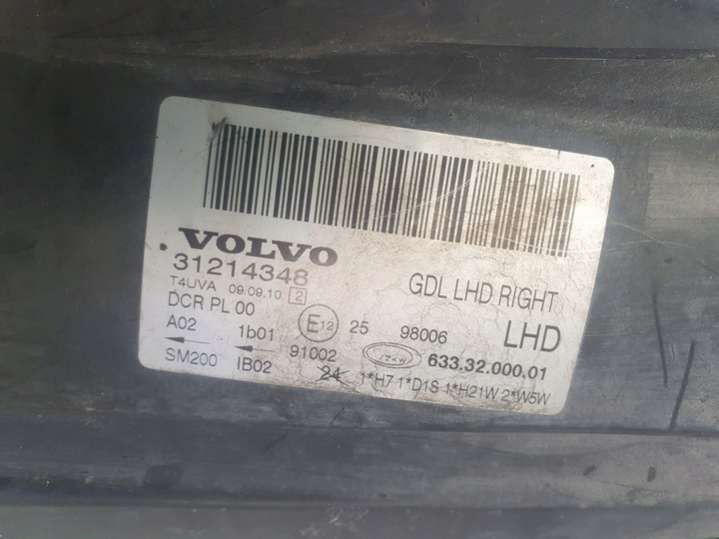 VOLVO
31214348
T4UVA 09.09.10 2
GDL LHD RIGHT
DCR PL 00
E12 25 98006 LHD
A02 1b01 91002 633.32.000.01
SM200 IB02 24 1*H7 1*D1S 1*H21W 2*W5W